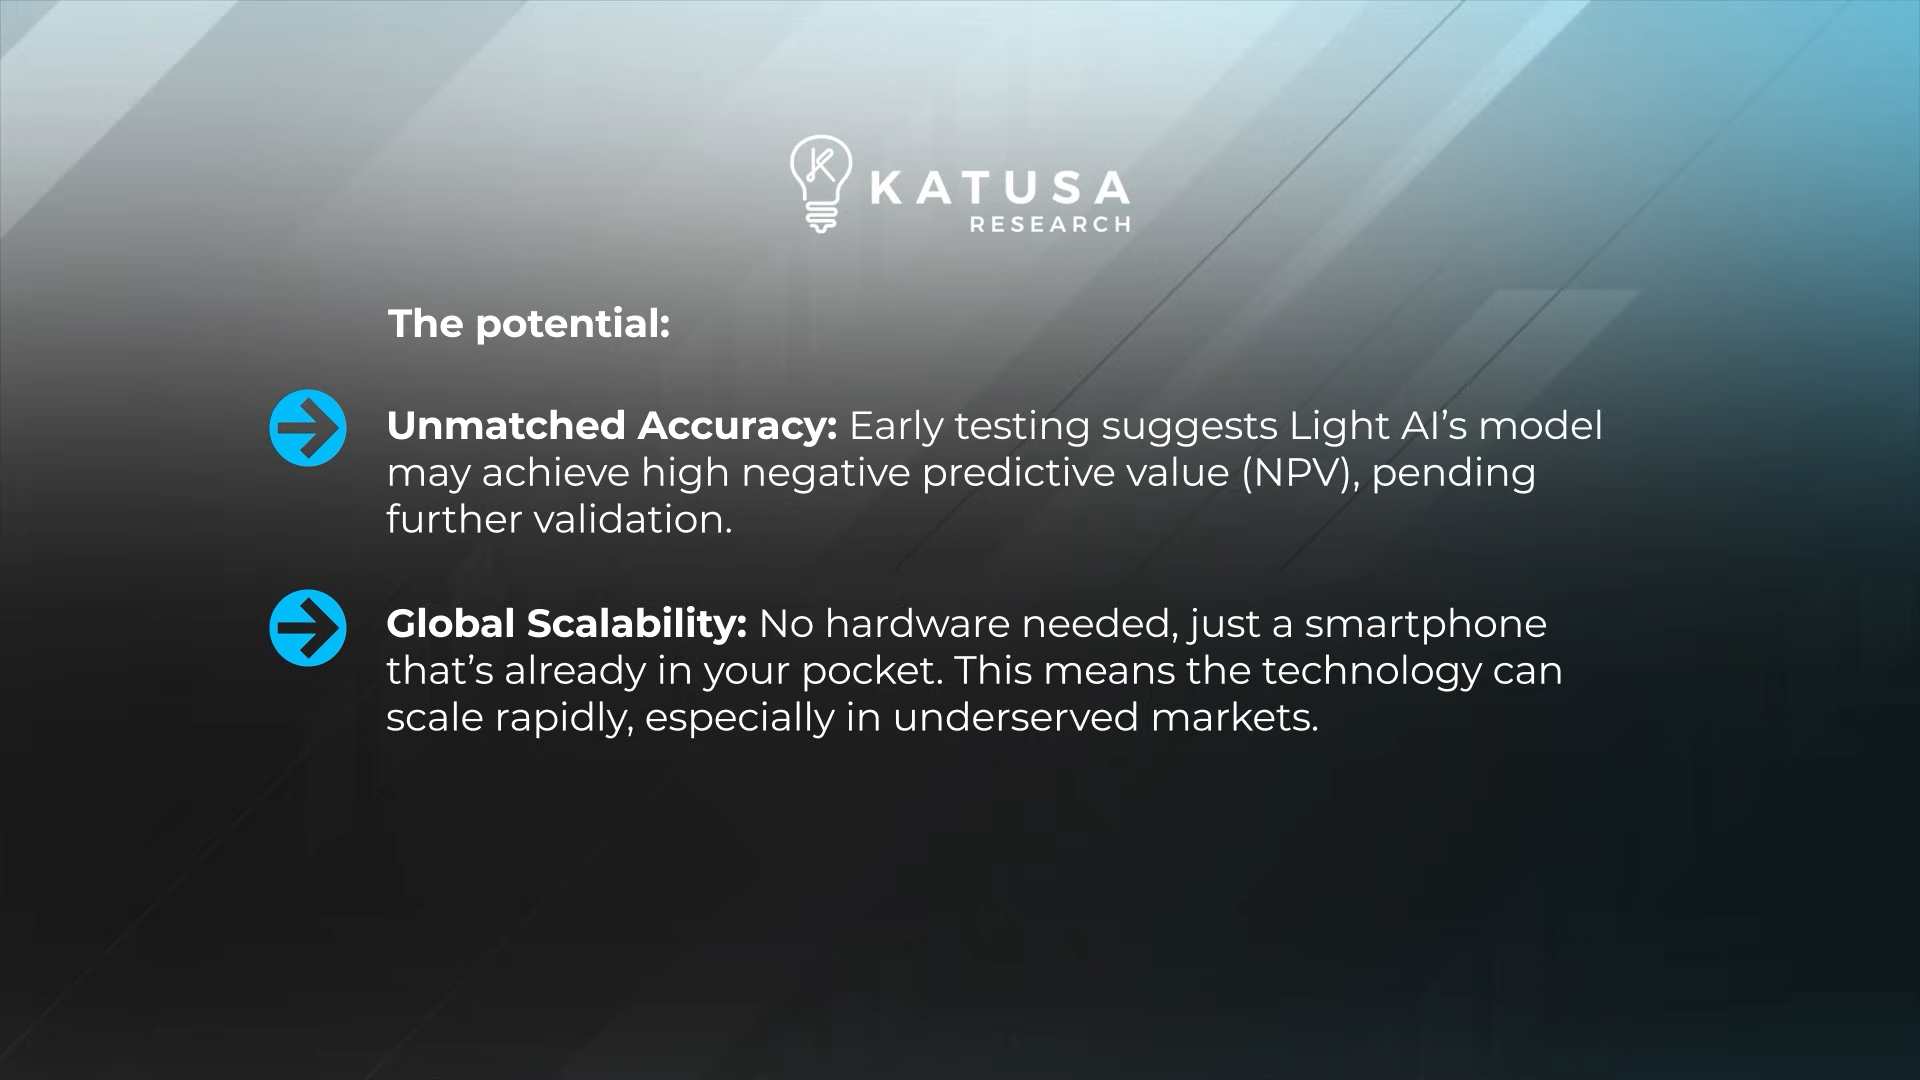 KATUSA
RESEARCH
The potential:
Unmatched Accuracy: Early testing suggests Light AI’s model
may achieve high negative predictive value (NPV), pending
further validation.
Global Scalability: No hardware needed, just a smartphone
that’s already in your pocket. This means the technology can
scale rapidly, especially in underserved markets.